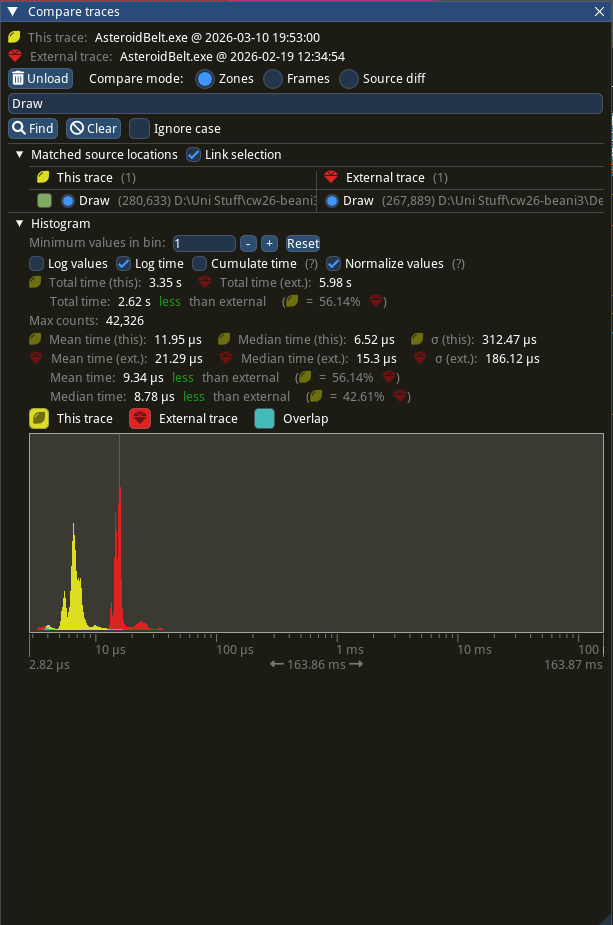 Compare traces
This trace: AsteroidBelt.exe @ 2026-03-10 19:53:00
External trace: AsteroidBelt.exe @ 2026-02-19 12:34:54
Unload Compare mode: Zones Frames Source diff
Draw
Find Clear Ignore case
Matched source locations Link selection
This trace (1) External trace (1)
Draw (280,633) D:\Uni Stuff\cw26-beani3 Draw (267,889) D:\Uni Stuff\cw26-beani3\De
Histogram
Minimum values in bin: 1 - + Reset
Log values Log time Cumulate time (?) Normalize values (?)
Total time (this): 3.35 s Total time (ext.): 5.98 s
Total time: 2.62 s less than external ( = 56.14% )
Max counts: 42,326
Mean time (this): 11.95 µs Median time (this): 6.52 µs σ (this): 312.47 µs
Mean time (ext.): 21.29 µs Median time (ext.): 15.3 µs σ (ext.): 186.12 µs
Mean time: 9.34 µs less than external ( = 56.14% )
Median time: 8.78 µs less than external ( = 42.61% )
This trace External trace Overlap
10 µs 100 µs 1 ms 10 ms 100
2.82 µs 163.86 ms 163.87 ms